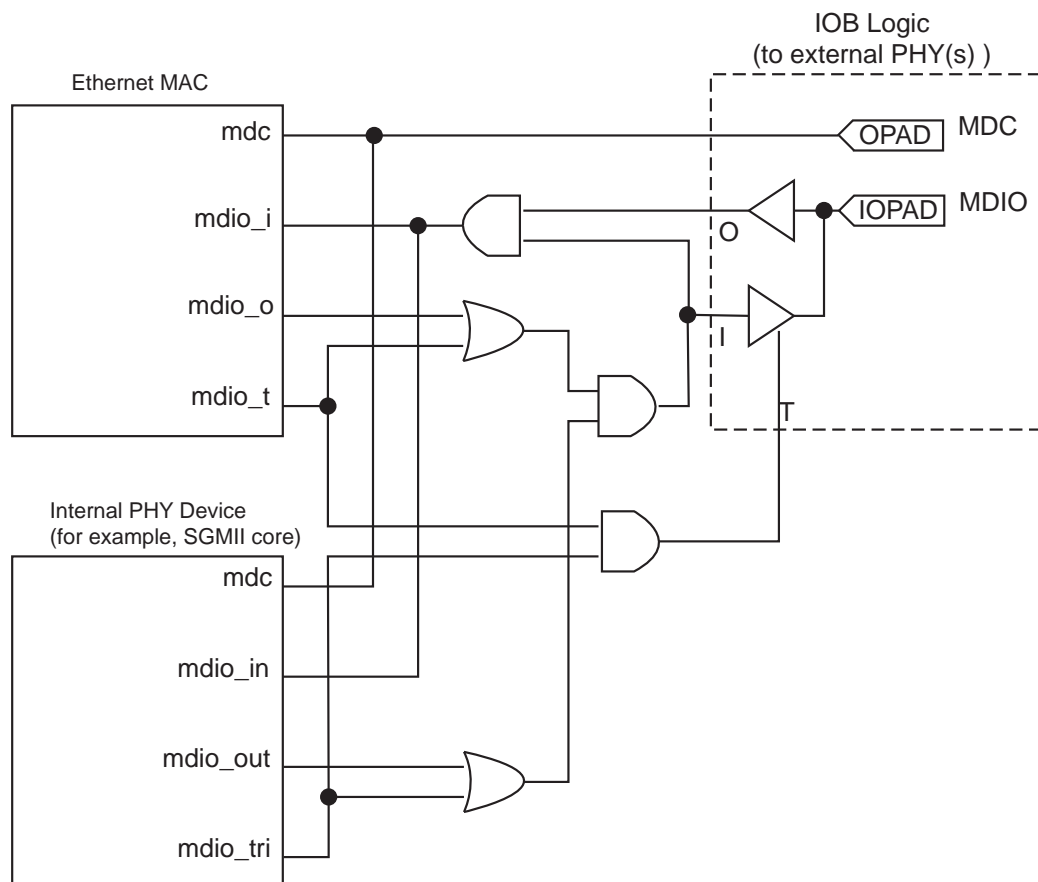 IOB Logic
(to external PHY(s) )
Ethernet MAC
mdc
OPAD
MDC
mdio_i
O
IOPAD
MDIO
mdio_o
I
mdio_t
T
Internal PHY Device
(for example, SGMII core)
mdc
mdio_in
mdio_out
mdio_tri